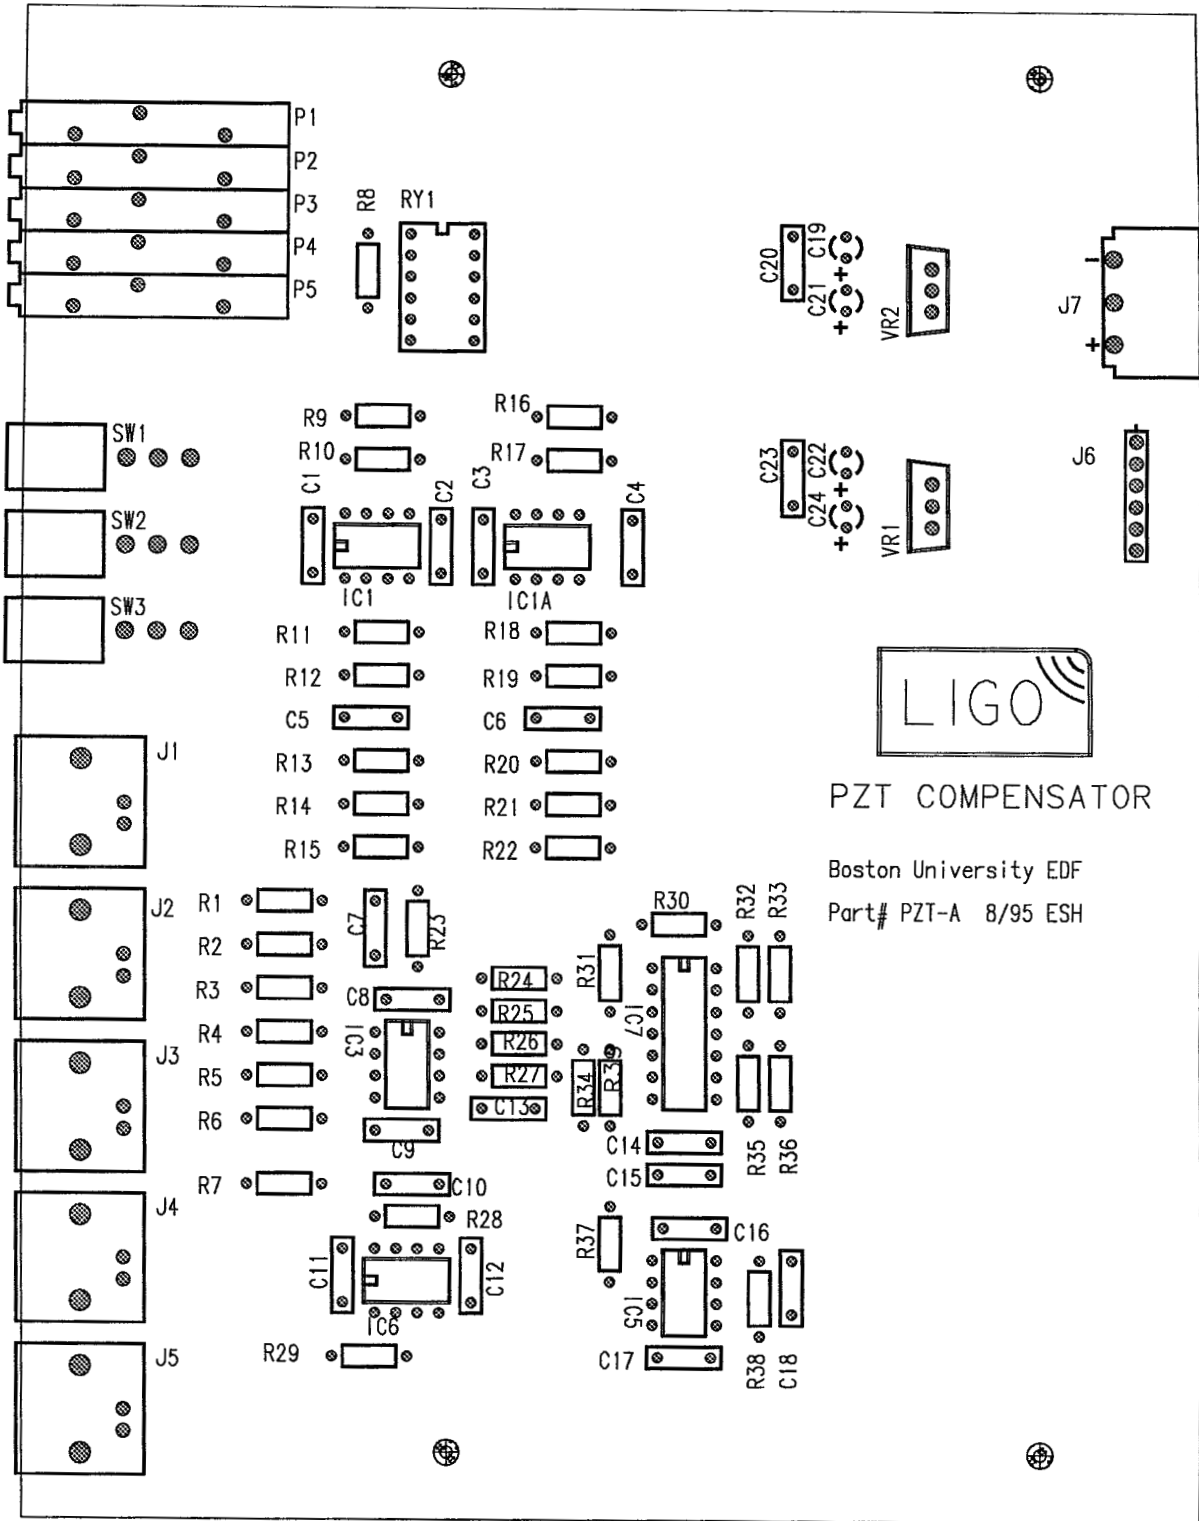 P1
P2
P3
P4
P5
R8
RY1
C20
C19
C21
VR2
-
J7
+
+
+
SW1
SW2
SW3
R9
R10
R16
R17
C1
C2
C3
C4
IC1
IC1A
C23
C22
C24
+
+
VR1
J6
R11
R12
C5
R13
R14
R15
R18
R19
C6
R20
R21
R22
LIGO
PZT COMPENSATOR
Boston University EDF
Part# PZT-A 8/95 ESH
J1
J2
J3
J4
J5
R1
R2
R3
R4
R5
R6
R7
C7
R23
C8
IC3
C9
C10
R28
C11
C12
IC6
R29
R24
R25
R26
R27
C13
R30
R31
IC7
R32
R33
R34
R39
R35
R36
C14
C15
R37
C16
IC5
C17
R38
C18